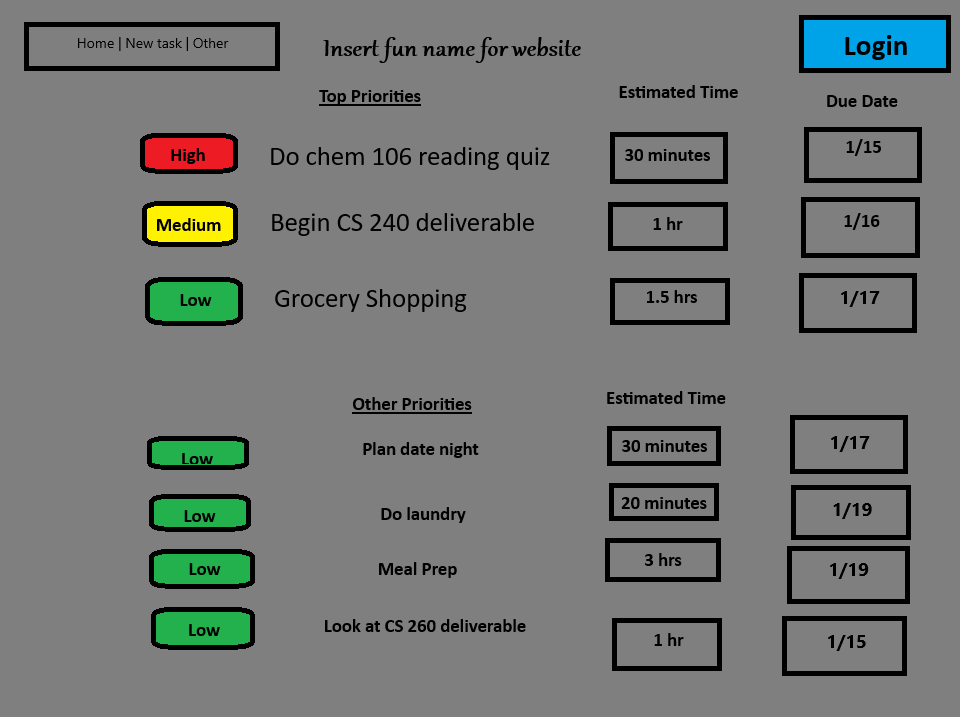 Home | New task | Other
Insert fun name for website
Login
Top Priorities
Estimated Time
Due Date
High
Do chem 106 reading quiz
30 minutes
1/15
Medium
Begin CS 240 deliverable
1 hr
1/16
Low
Grocery Shopping
1.5 hrs
1/17
Other Priorities
Estimated Time
Low
Plan date night
30 minutes
1/17
Low
Do laundry
20 minutes
1/19
Low
Meal Prep
3 hrs
1/19
Low
Look at CS 260 deliverable
1 hr
1/15